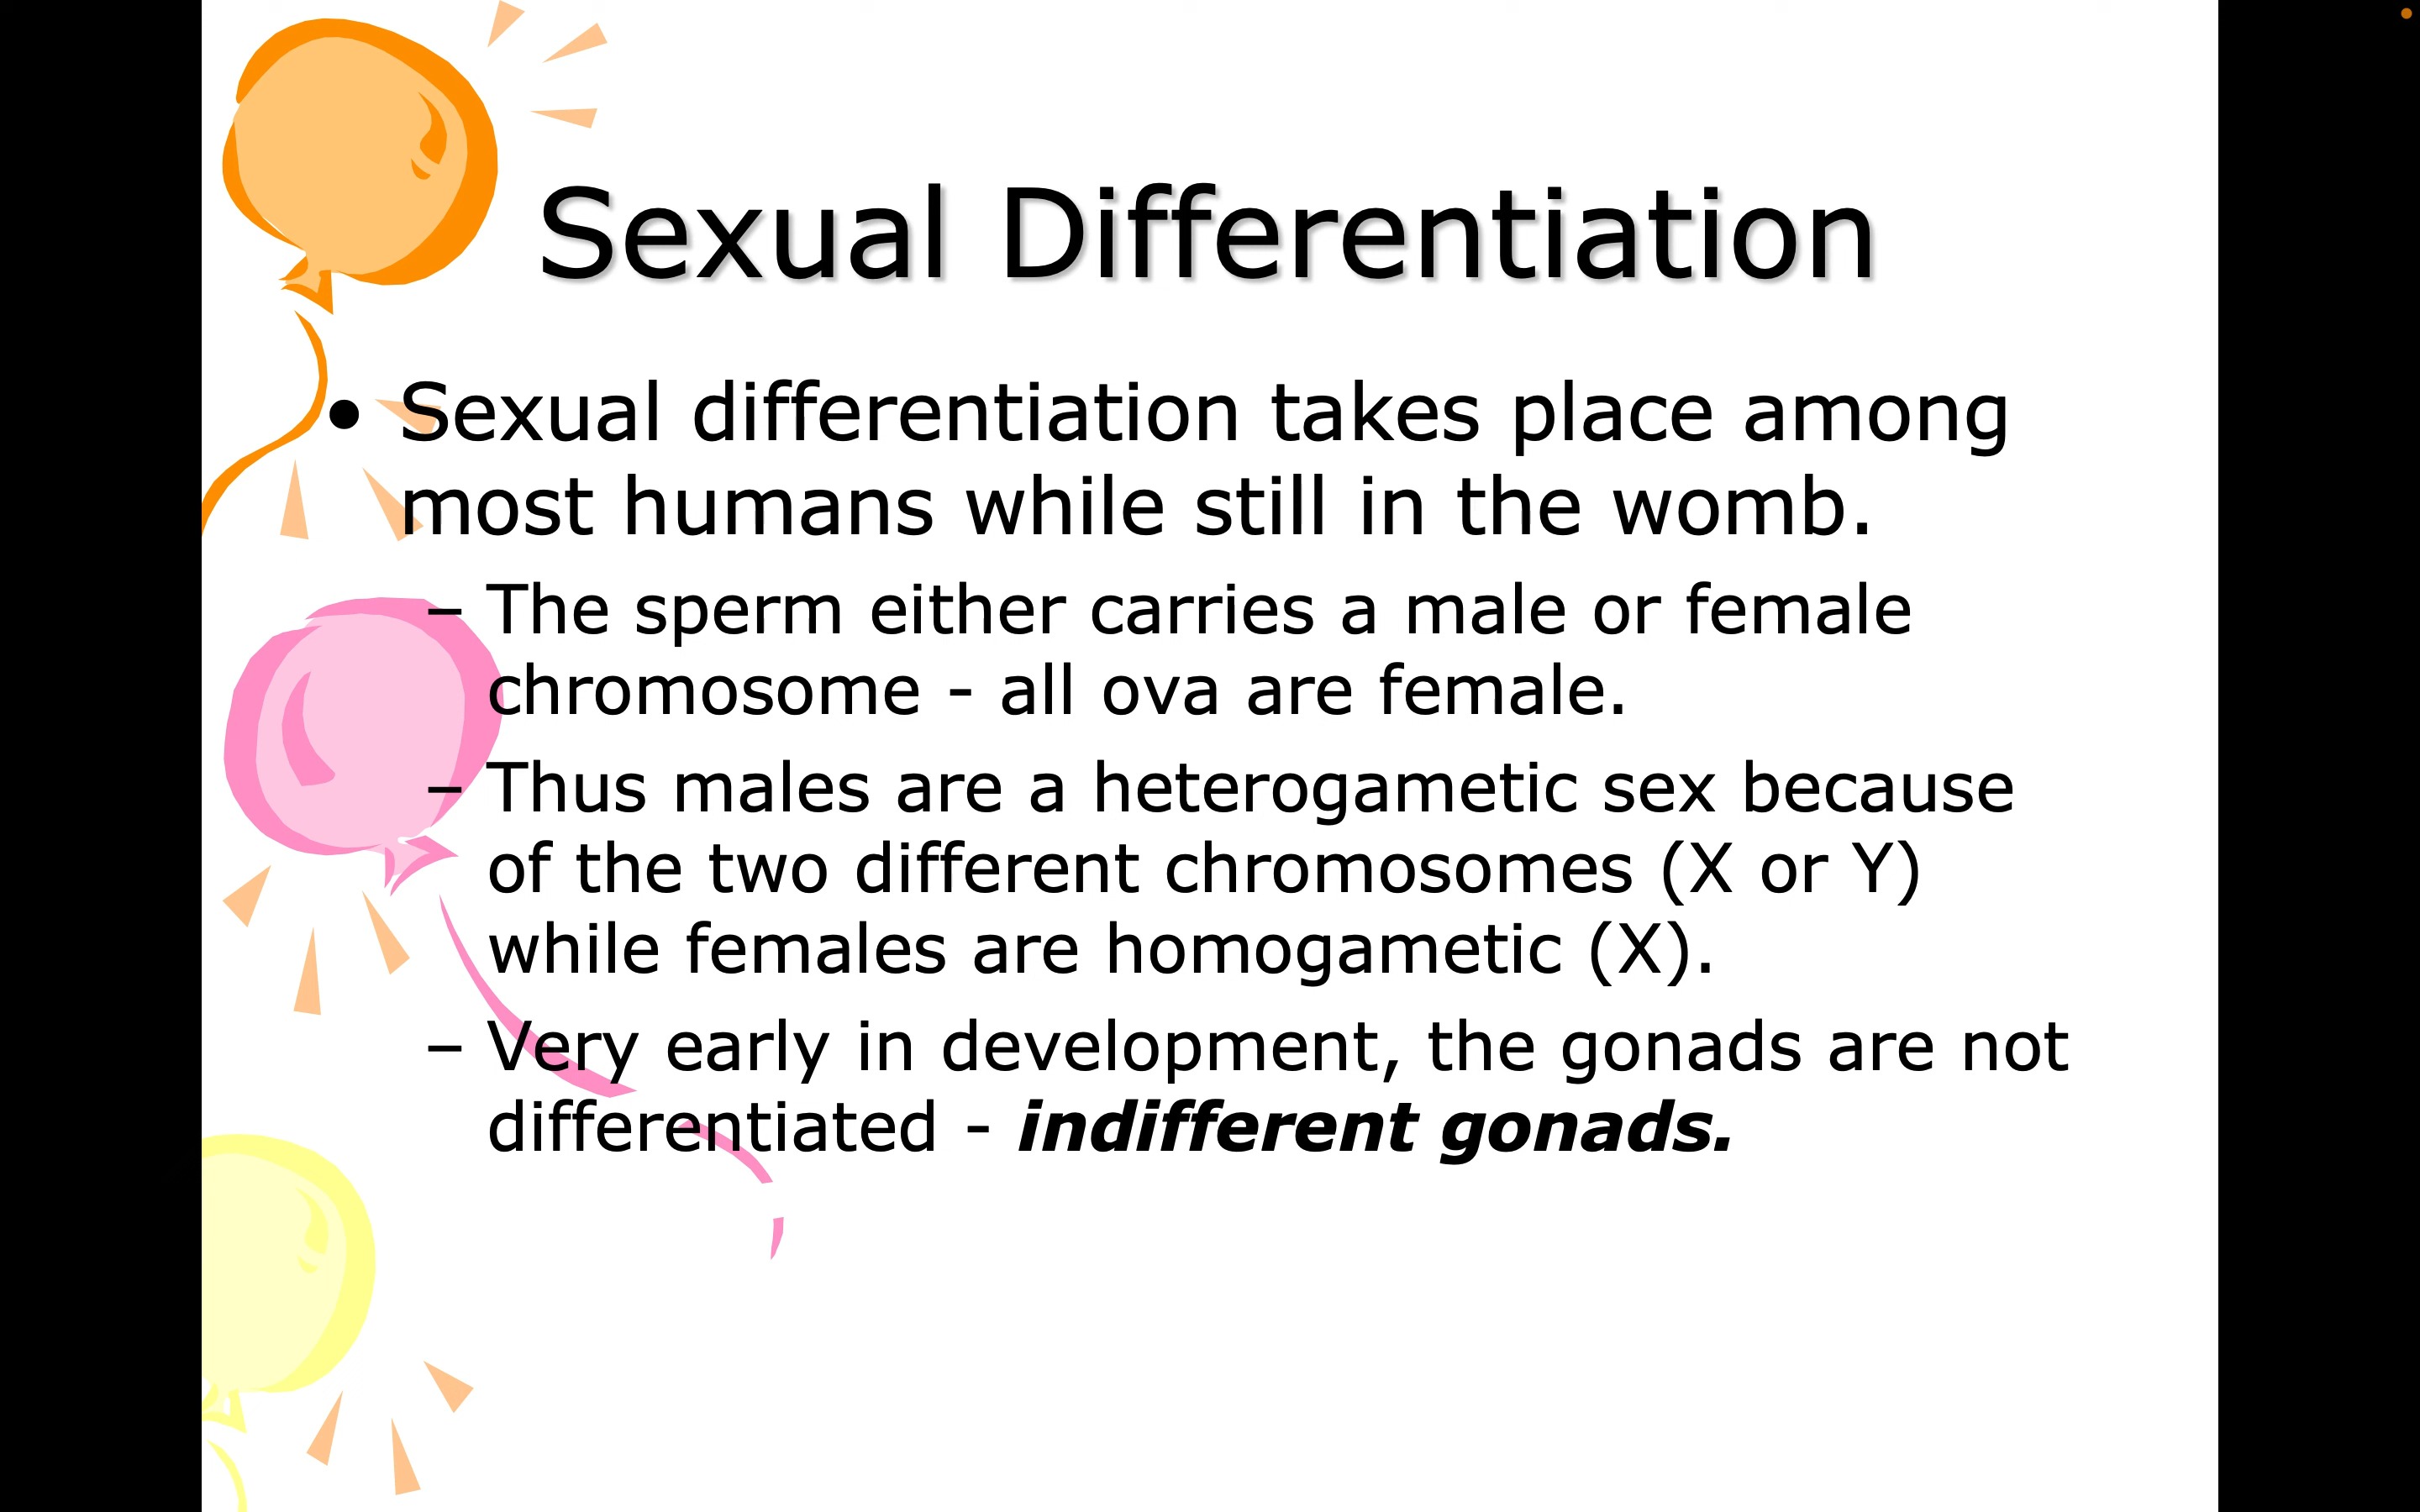 Sexual Differentiation
• Sexual differentiation takes place among
most humans while still in the womb.
– The sperm either carries a male or female
chromosome - all ova are female.
– Thus males are a heterogametic sex because
of the two different chromosomes (X or Y)
while females are homogametic (X).
– Very early in development, the gonads are not
differentiated - indifferent gonads.